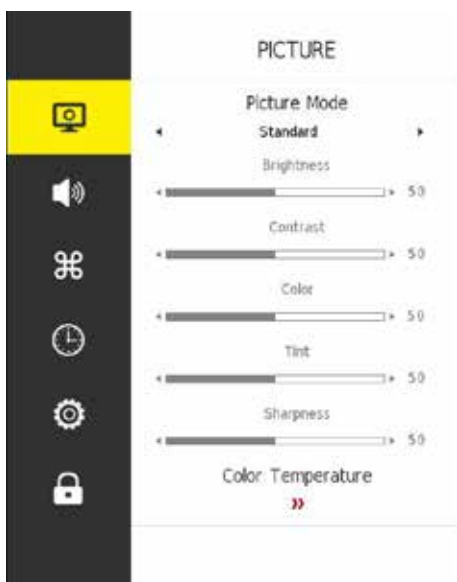 PICTURE
Picture Mode
Standard
Brightness
50
Contrast
50
Color
50
Tint
50
Sharpness
50
Color Temperature
»